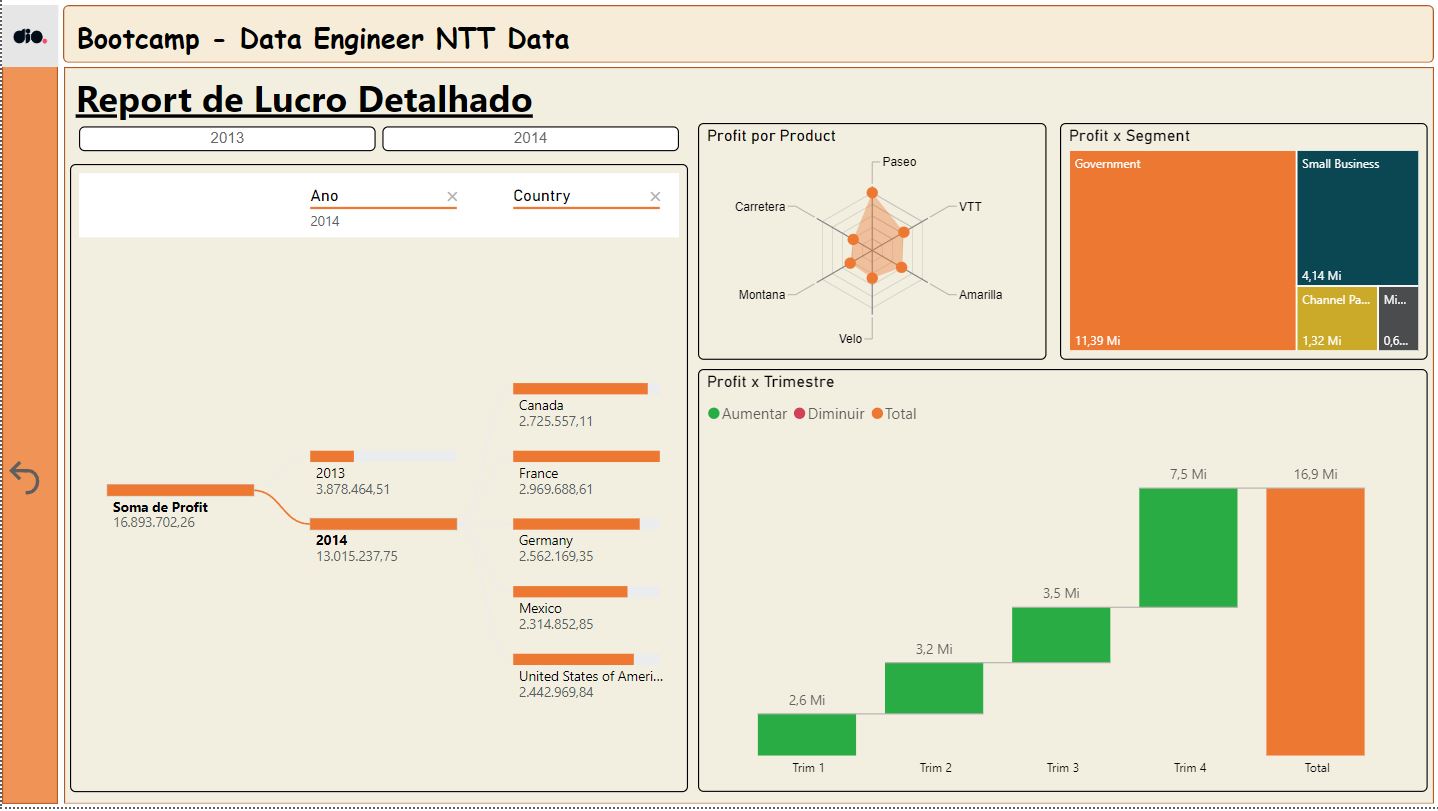 dio.
Bootcamp - Data Engineer NTT Data
Report de Lucro Detalhado
2013
2014
Ano
2014
Country
Soma de Profit
16.893.702,26
2013
3.878.464,51
2014
13.015.237,75
Canada
2.725.557,11
France
2.969.688,61
Germany
2.562.169,35
Mexico
2.314.852,85
United States of Ameri...
2.442.969,84
Profit por Product
Paseo
VTT
Amarilla
Velo
Montana
Carretera
Profit x Segment
Government
11,39 Mi
Small Business
4,14 Mi
Channel Pa...
1,32 Mi
Mi...
0,6...
Profit x Trimestre
Aumentar Diminuir Total
2,6 Mi
3,2 Mi
3,5 Mi
7,5 Mi
16,9 Mi
Trim 1
Trim 2
Trim 3
Trim 4
Total